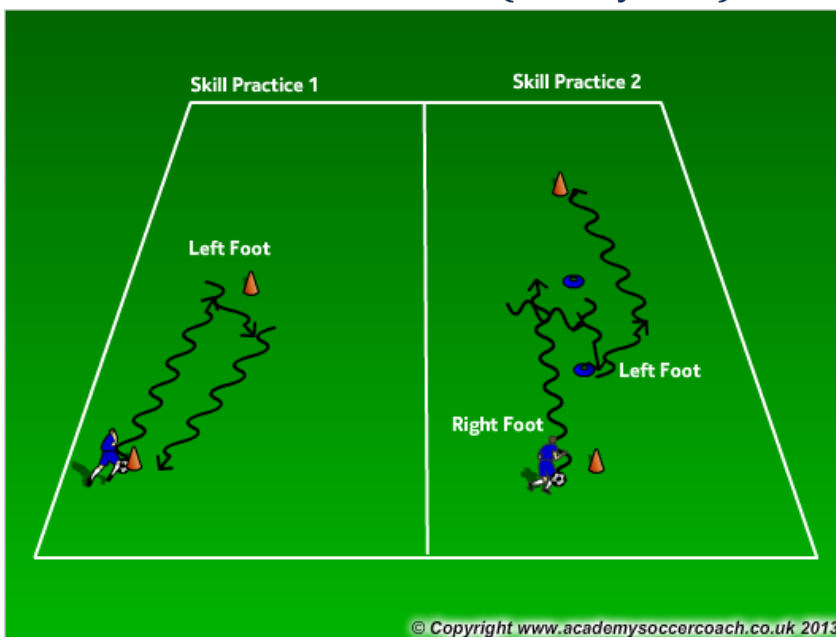 Skill Practice 1
Skill Practice 2
Left Foot
Left Foot
Right Foot
© Copyright www.academysoccercoach.co.uk 2013